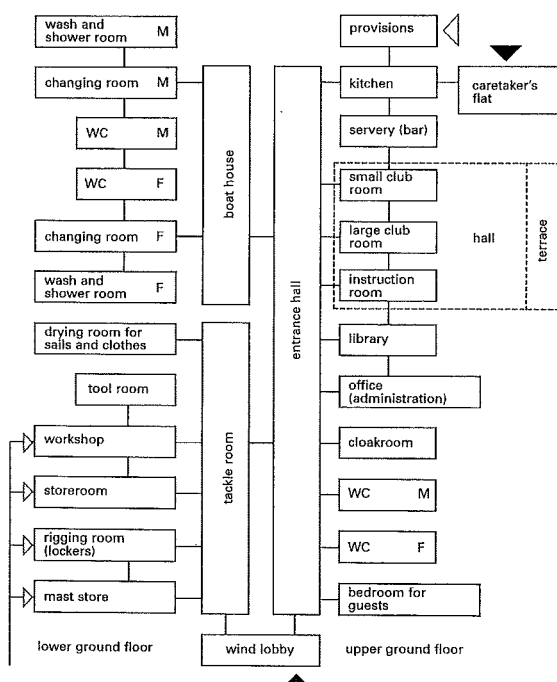 wash and
shower room M
changing room M
WC M
WC F
changing room F
wash and
shower room F
drying room for
sails and clothes
tool room
workshop
storeroom
rigging room
(lockers)
mast store
lower ground floor
boat house
tackle room
entrance hall
wind lobby
provisions
kitchen
caretaker's
flat
servery (bar)
small club
room
large club
room
instruction
room
hall
terrace
library
office
(administration)
cloakroom
WC M
WC F
bedroom for
guests
upper ground floor